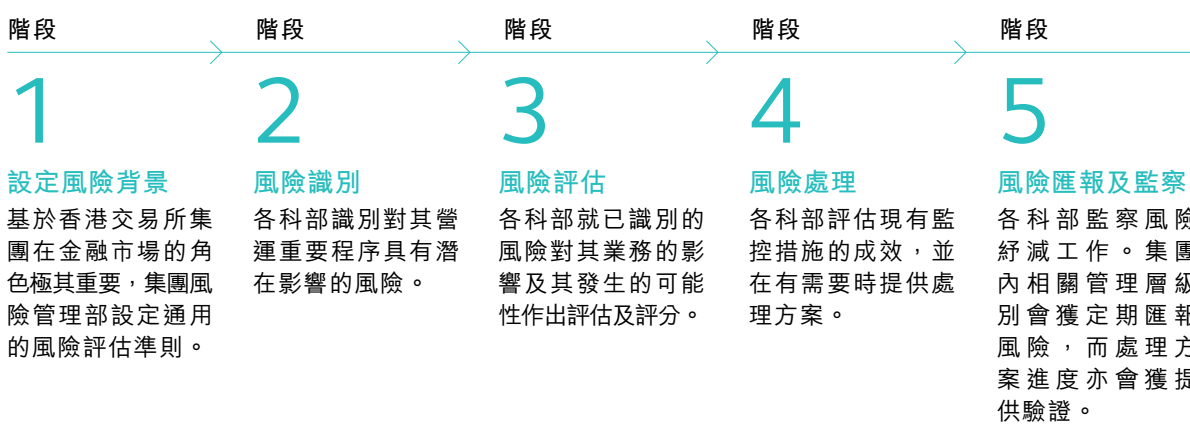 階段
1
設定風險背景
基於香港交易所集
團在金融市場的角
色極其重要，集團風
險管理部設定通用
的風險評估準則。
階段
2
風險識別
各科部識別對其營
運重要程序具有潛
在影響的風險。
階段
3
風險評估
各科部就已識別的
風險對其業務的影
響及其發生的可能
性作出評估及評分。
階段
4
風險處理
各科部評估現有監
控措施的成效，並
在有需要時提供處
理方案。
階段
5
風險匯報及監察
各科部監察風險
紓減工作。集團
內相關管理層級
別會獲定期匯報
風險，而處理方
案進度亦會獲提
供驗證。